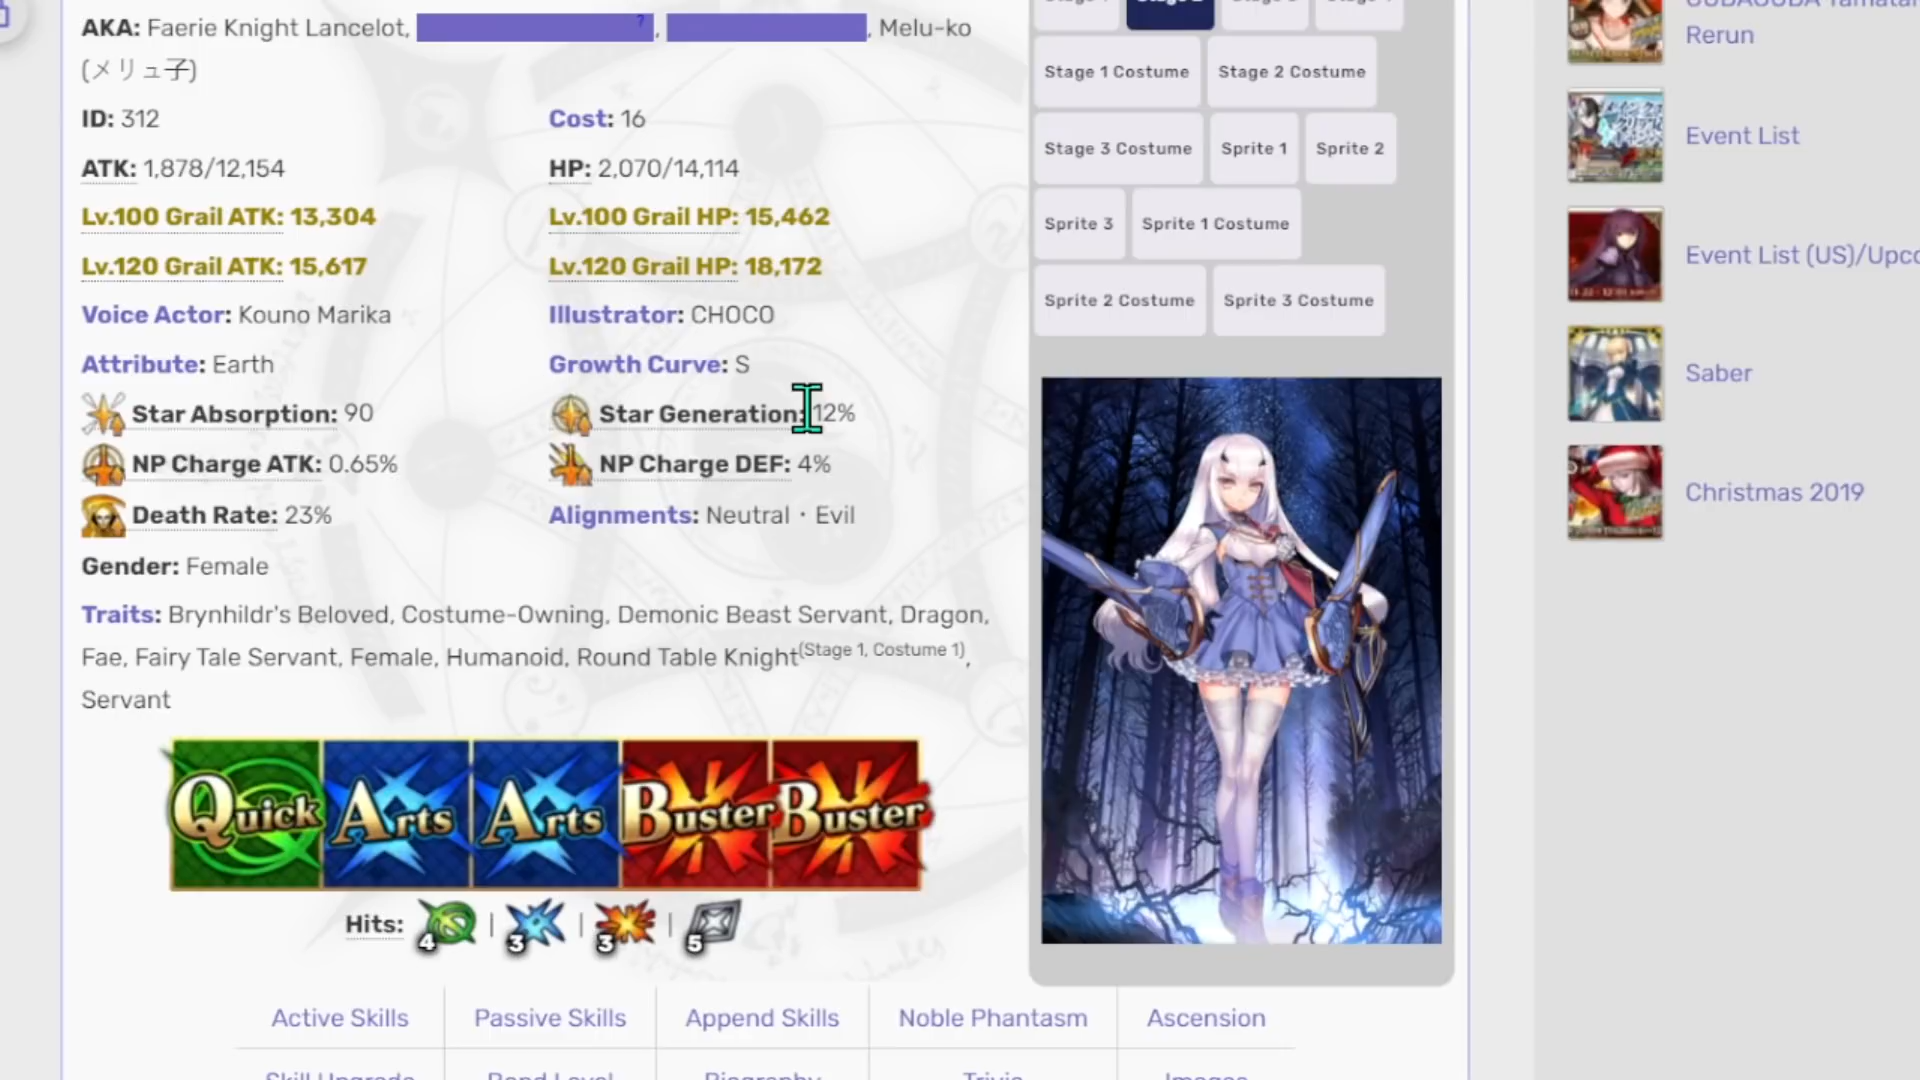 AKA: Faerie Knight Lancelot, ?, , Melu-ko
(メリュ子)
ID: 312
Cost: 16
ATK: 1,878/12,154
HP: 2,070/14,114
Lv.100 Grail ATK: 13,304
Lv.100 Grail HP: 15,462
Lv.120 Grail ATK: 15,617
Lv.120 Grail HP: 18,172
Voice Actor: Kouno Marika
Illustrator: CHOCO
Attribute: Earth
Growth Curve: S
Star Absorption: 90
Star Generation: 12%
NP Charge ATK: 0.65%
NP Charge DEF: 4%
Death Rate: 23%
Alignments: Neutral・Evil
Gender: Female
Traits: Brynhildr's Beloved, Costume-Owning, Demonic Beast Servant, Dragon,
Fae, Fairy Tale Servant, Female, Humanoid, Round Table Knight(Stage 1, Costume 1),
Servant
Quick Arts Arts Buster Buster
Hits: 4 | 3 | 3 | 5
Active Skills
Passive Skills
Append Skills
Noble Phantasm
Ascension
Skill Upgrade
Bond Level
Biography
Trivia
Images
Stage 1 Costume
Stage 2 Costume
Stage 3 Costume
Sprite 1
Sprite 2
Sprite 3
Sprite 1 Costume
Sprite 2 Costume
Sprite 3 Costume
Rerun
Event List
Event List (US)/Upco
Saber
Christmas 2019